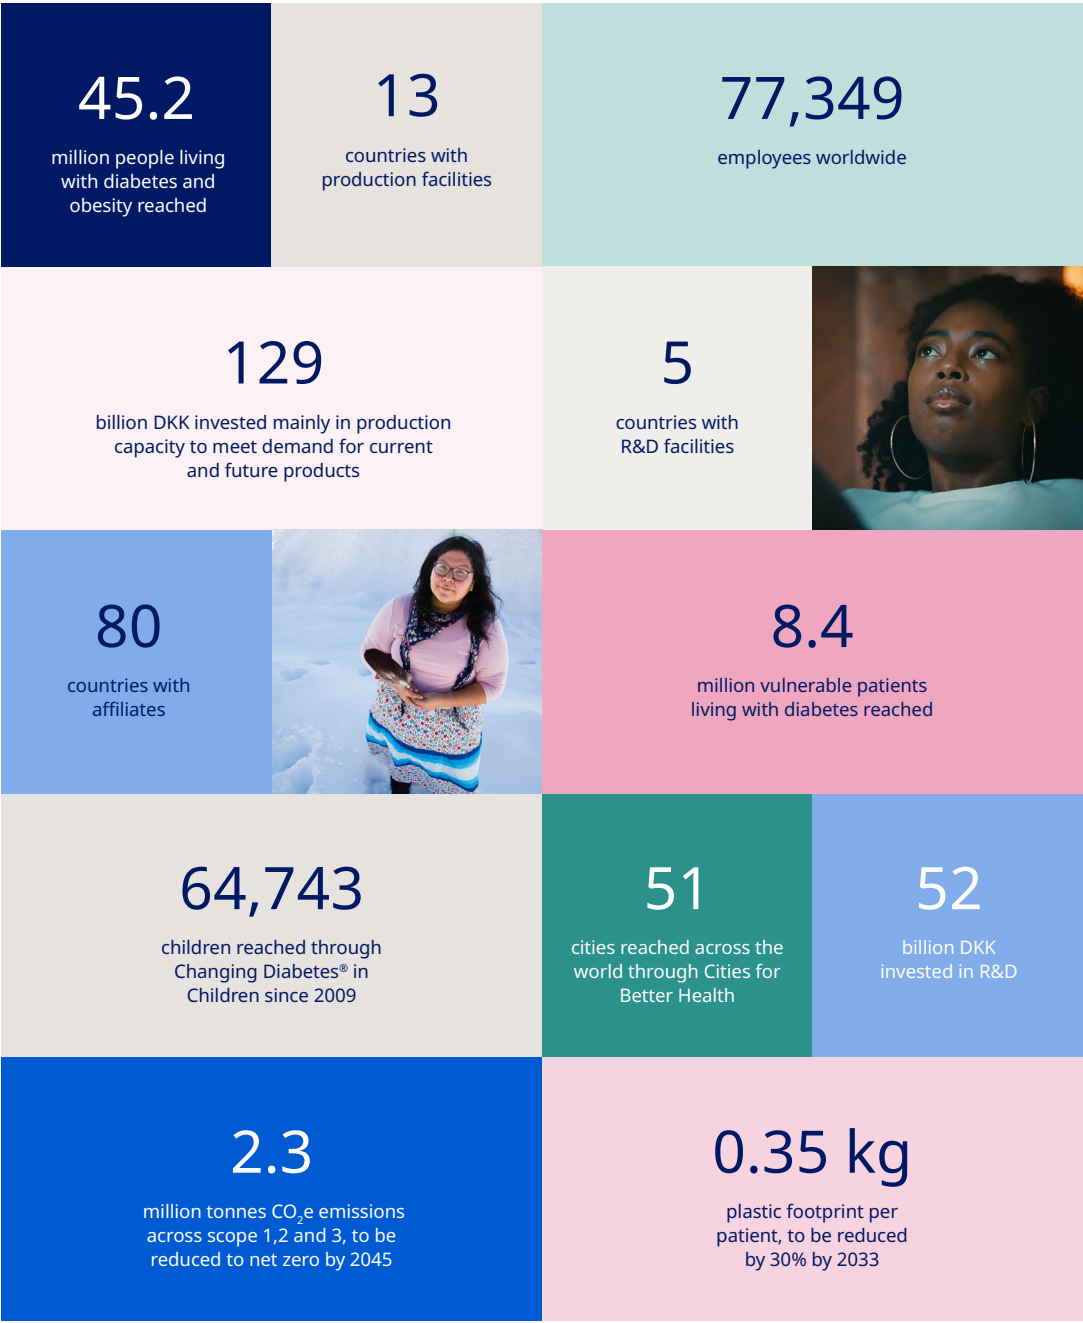 45.2
million people living
with diabetes and
obesity reached
13
countries with
production facilities
77,349
employees worldwide
129
billion DKK invested mainly in production
capacity to meet demand for current
and future products
5
countries with
R&D facilities
80
countries with
affiliates
8.4
million vulnerable patients
living with diabetes reached
64,743
children reached through
Changing Diabetes® in
Children since 2009
51
cities reached across the
world through Cities for
Better Health
52
billion DKK
invested in R&D
2.3
million tonnes CO₂e emissions
across scope 1,2 and 3, to be
reduced to net zero by 2045
0.35 kg
plastic footprint per
patient, to be reduced
by 30% by 2033